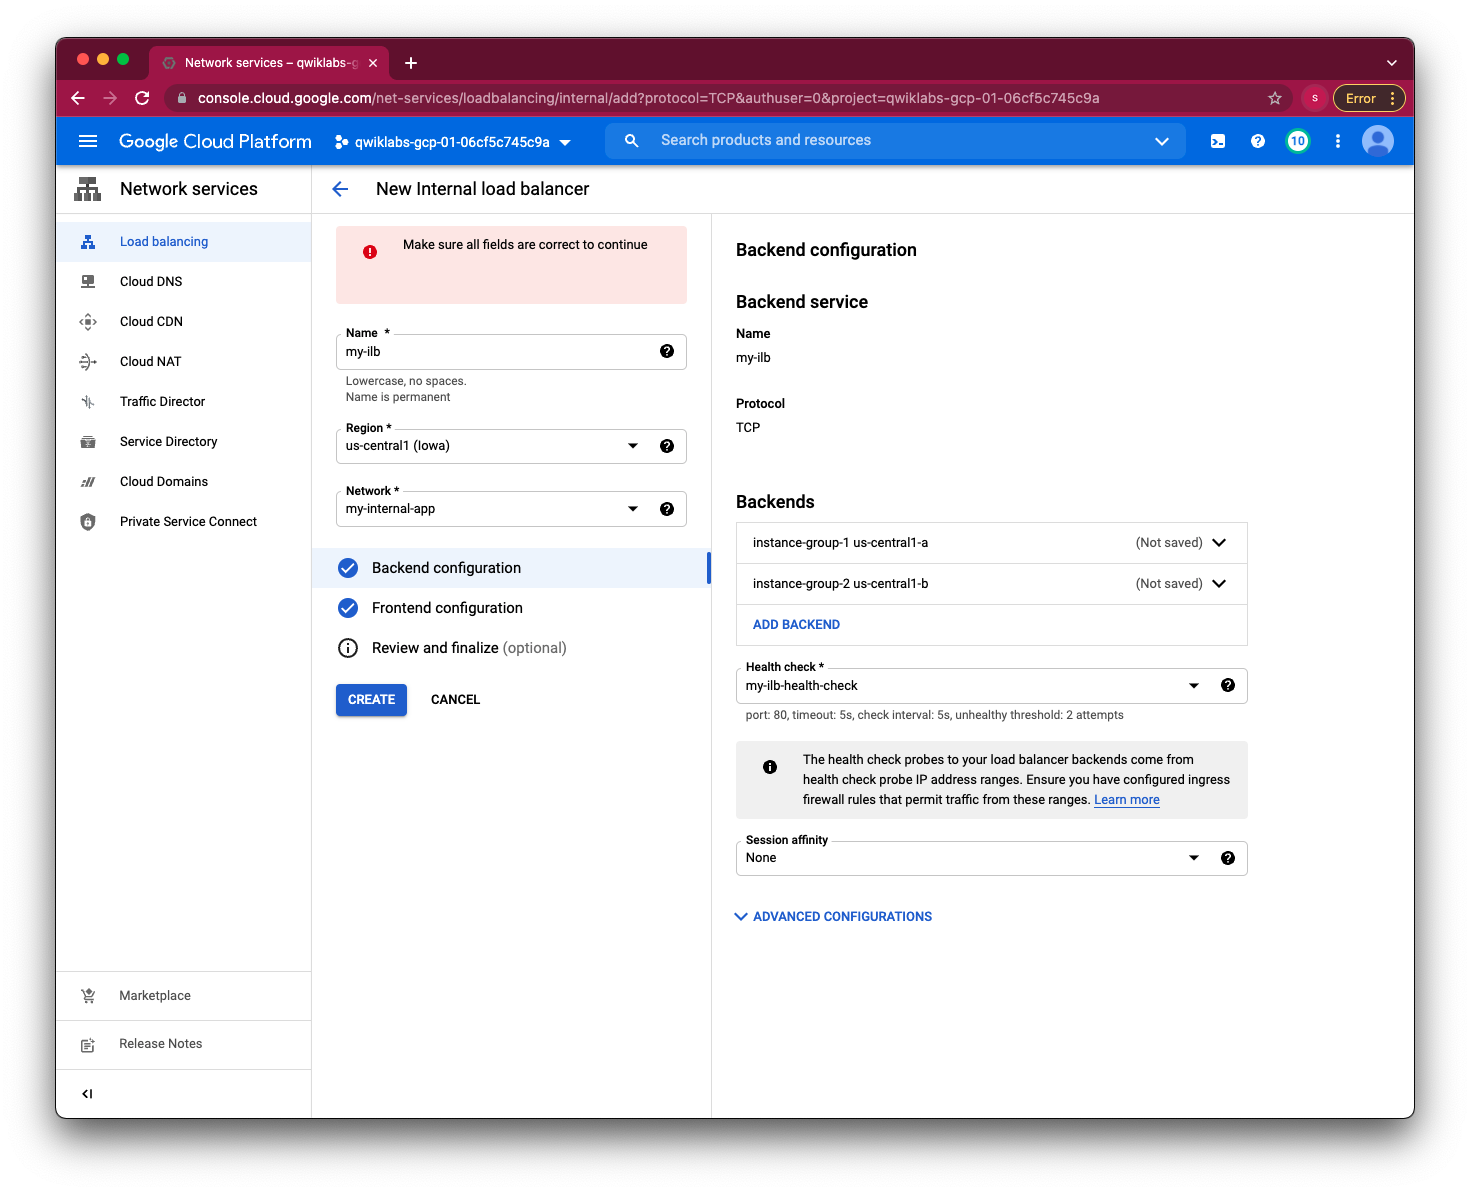 Network services – qwiklabs-g
console.cloud.google.com/net-services/loadbalancing/internal/add?protocol=TCP&authuser=0&project=qwiklabs-gcp-01-06cf5c745c9a
s
Error
Google Cloud Platform
qwiklabs-gcp-01-06cf5c745c9a
Search products and resources
10
Network services
New Internal load balancer
Load balancing
Cloud DNS
Cloud CDN
Cloud NAT
Traffic Director
Service Directory
Cloud Domains
Private Service Connect
Marketplace
Release Notes
Make sure all fields are correct to continue
Name *
my-ilb
Lowercase, no spaces.
Name is permanent
Region *
us-central1 (Iowa)
Network *
my-internal-app
Backend configuration
Frontend configuration
Review and finalize (optional)
CREATE
CANCEL
Backend configuration
Backend service
Name
my-ilb
Protocol
TCP
Backends
instance-group-1 us-central1-a (Not saved)
instance-group-2 us-central1-b (Not saved)
ADD BACKEND
Health check *
my-ilb-health-check
port: 80, timeout: 5s, check interval: 5s, unhealthy threshold: 2 attempts
The health check probes to your load balancer backends come from
health check probe IP address ranges. Ensure you have configured ingress
firewall rules that permit traffic from these ranges. Learn more
Session affinity
None
ADVANCED CONFIGURATIONS